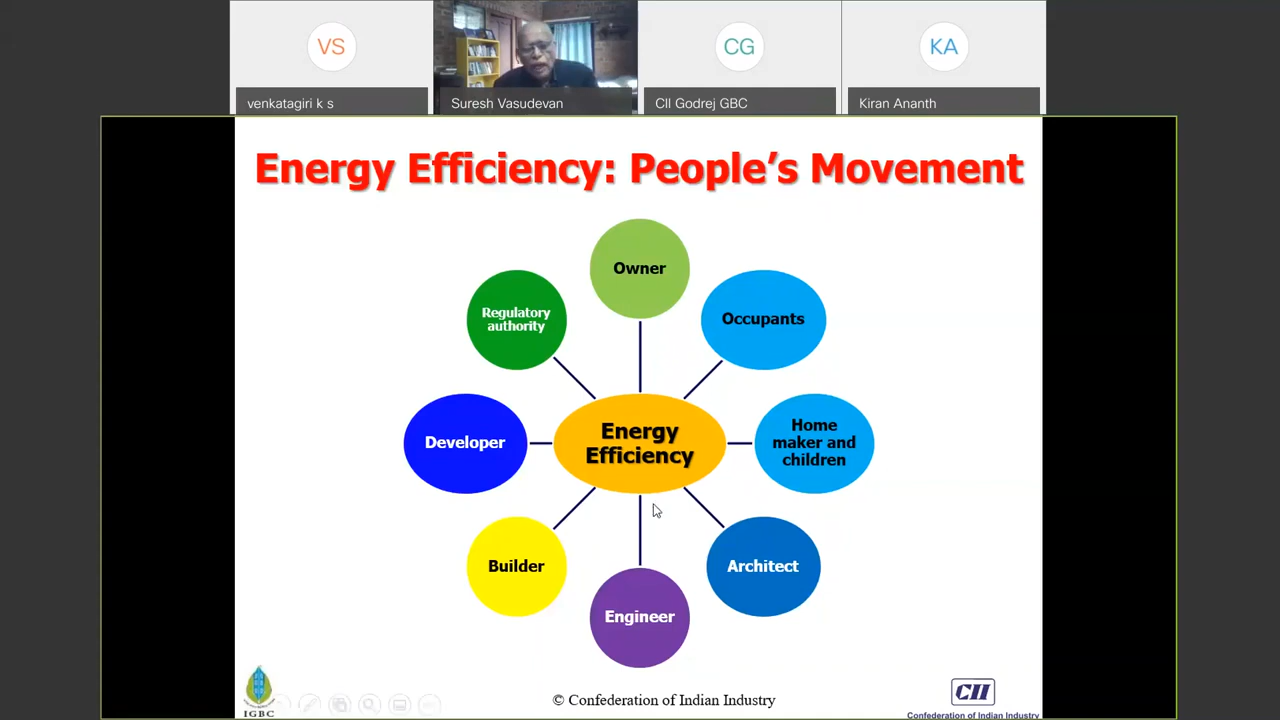 VS
CG
KA
venkatagiri k s
Suresh Vasudevan
CII Godrej GBC
Kiran Ananth
Energy Efficiency: People's Movement
Owner
Regulatory
authority
Occupants
Developer
Energy
Efficiency
Home
maker and
children
Builder
Architect
Engineer
IGBC
© Confederation of Indian Industry
CII
Confederation of Indian Industry